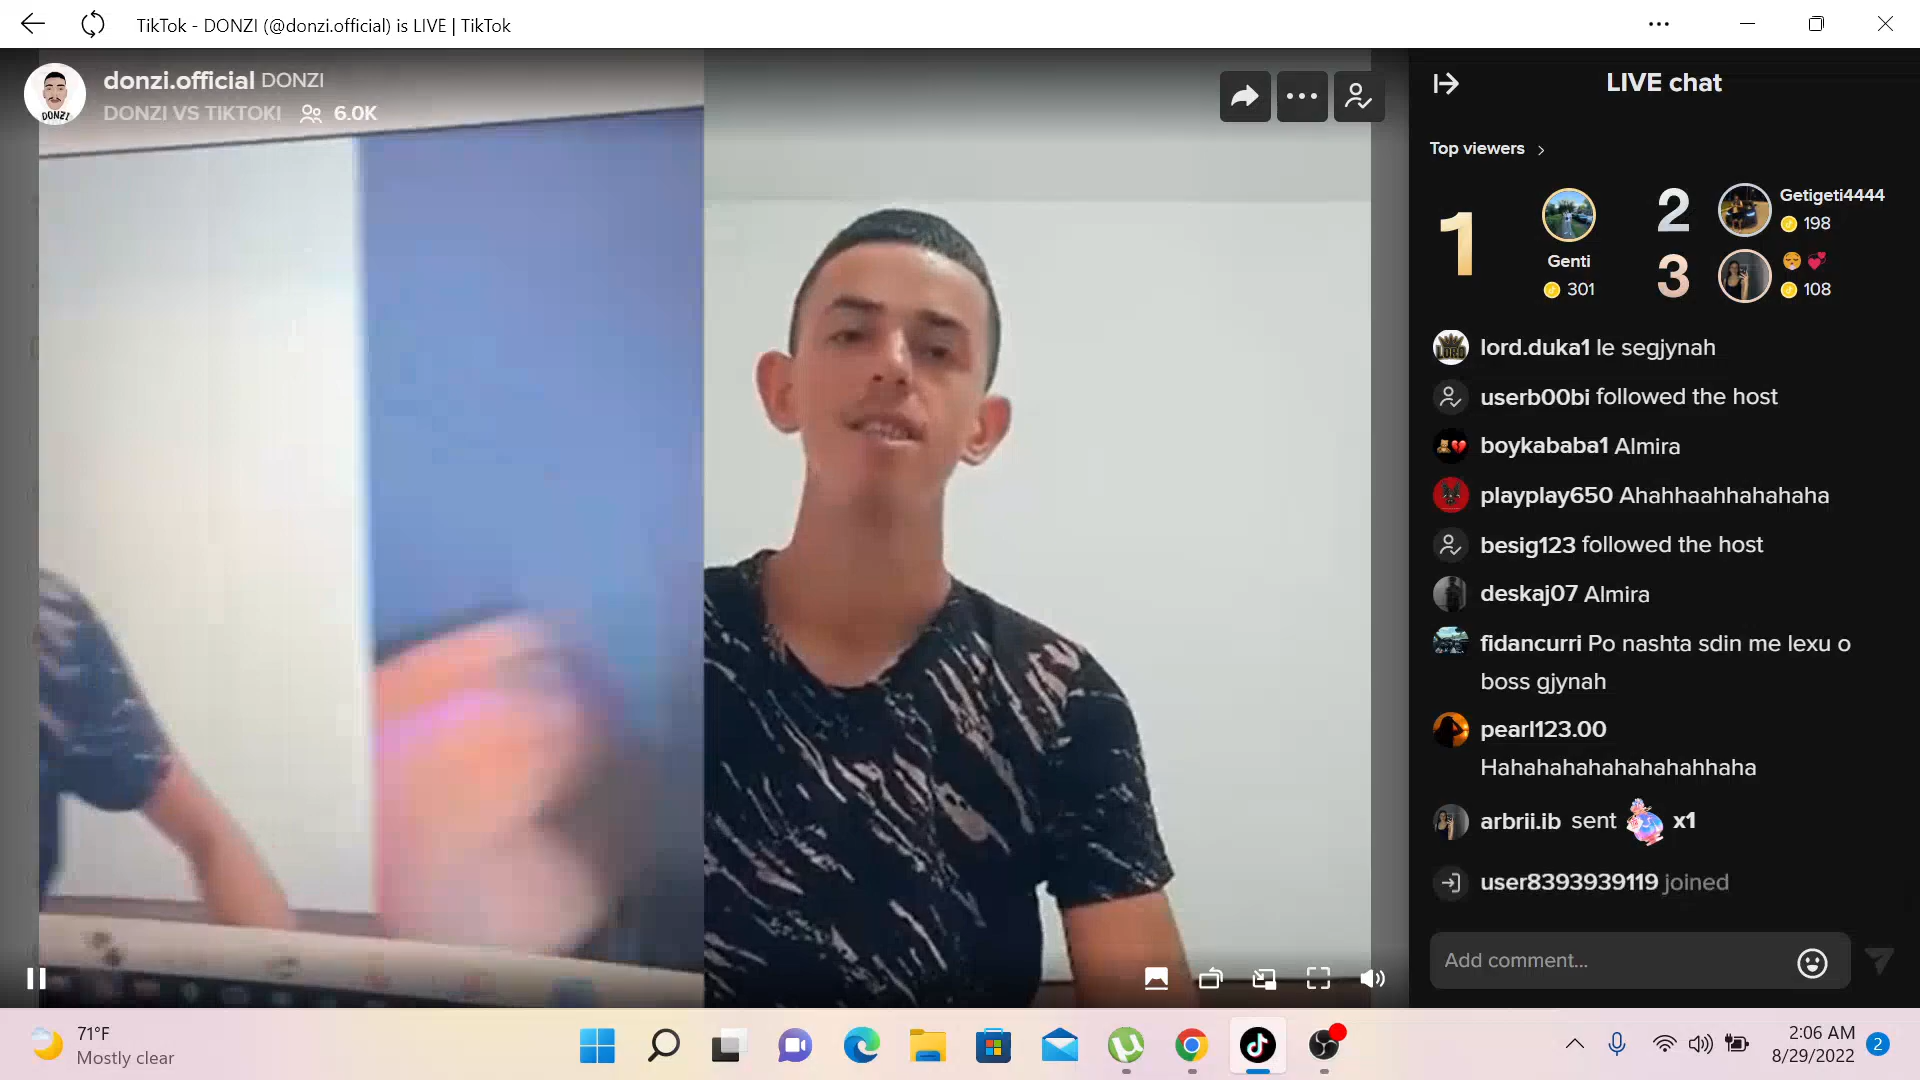 TikTok - DONZI (@donzi.official) is LIVE | TikTok
donzi.official DONZI
DONZI VS TIKTOKI 6.0K
DONZI
LIVE chat
Top viewers >
1
Genti
301
2
Getigeti4444
198
3
108
LORD
lord.duka1 le segjynah
userb00bi followed the host
boykababa1 Almira
playplay650 Ahahhaahhahahaha
besig123 followed the host
deskaj07 Almira
fidancurri Po nashta sdin me lexu o
boss gjynah
pearl123.00
Hahahahahahahahahhaha
arbrii.ib sent x1
user8393939119 joined
Add comment...
71°F
Mostly clear
2:06 AM
8/29/2022
2